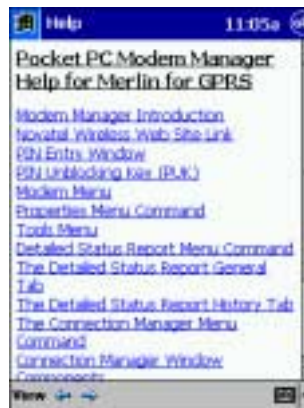 Help 11:05a
Pocket PC Modem Manager
Help for Merlin for GPRS
Modem Manager Introduction
Novatel Wireless Web Site Link
PIN Entry Window
PIN Unblocking Key (PUK)
Modem Menu
Properties Menu Command
Tools Menu
Detailed Status Report Menu Command
The Detailed Status Report General
Tab
The Detailed Status Report History Tab
The Connection Manager Menu
Command
Connection Manager Window
Components
View